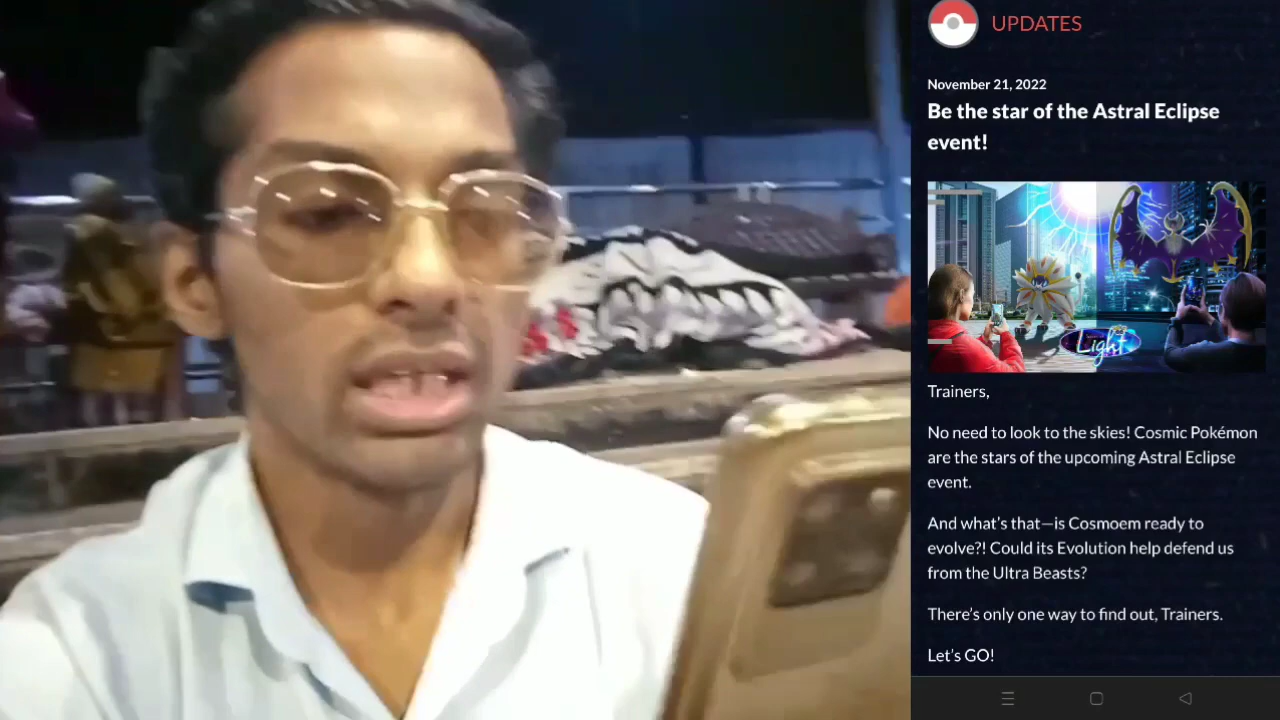 UPDATES
November 21, 2022
Be the star of the Astral Eclipse
event!
Light
Trainers,
No need to look to the skies! Cosmic Pokémon
are the stars of the upcoming Astral Eclipse
event.
And what's that—is Cosmoem ready to
evolve?! Could its Evolution help defend us
from the Ultra Beasts?
There's only one way to find out, Trainers.
Let's GO!